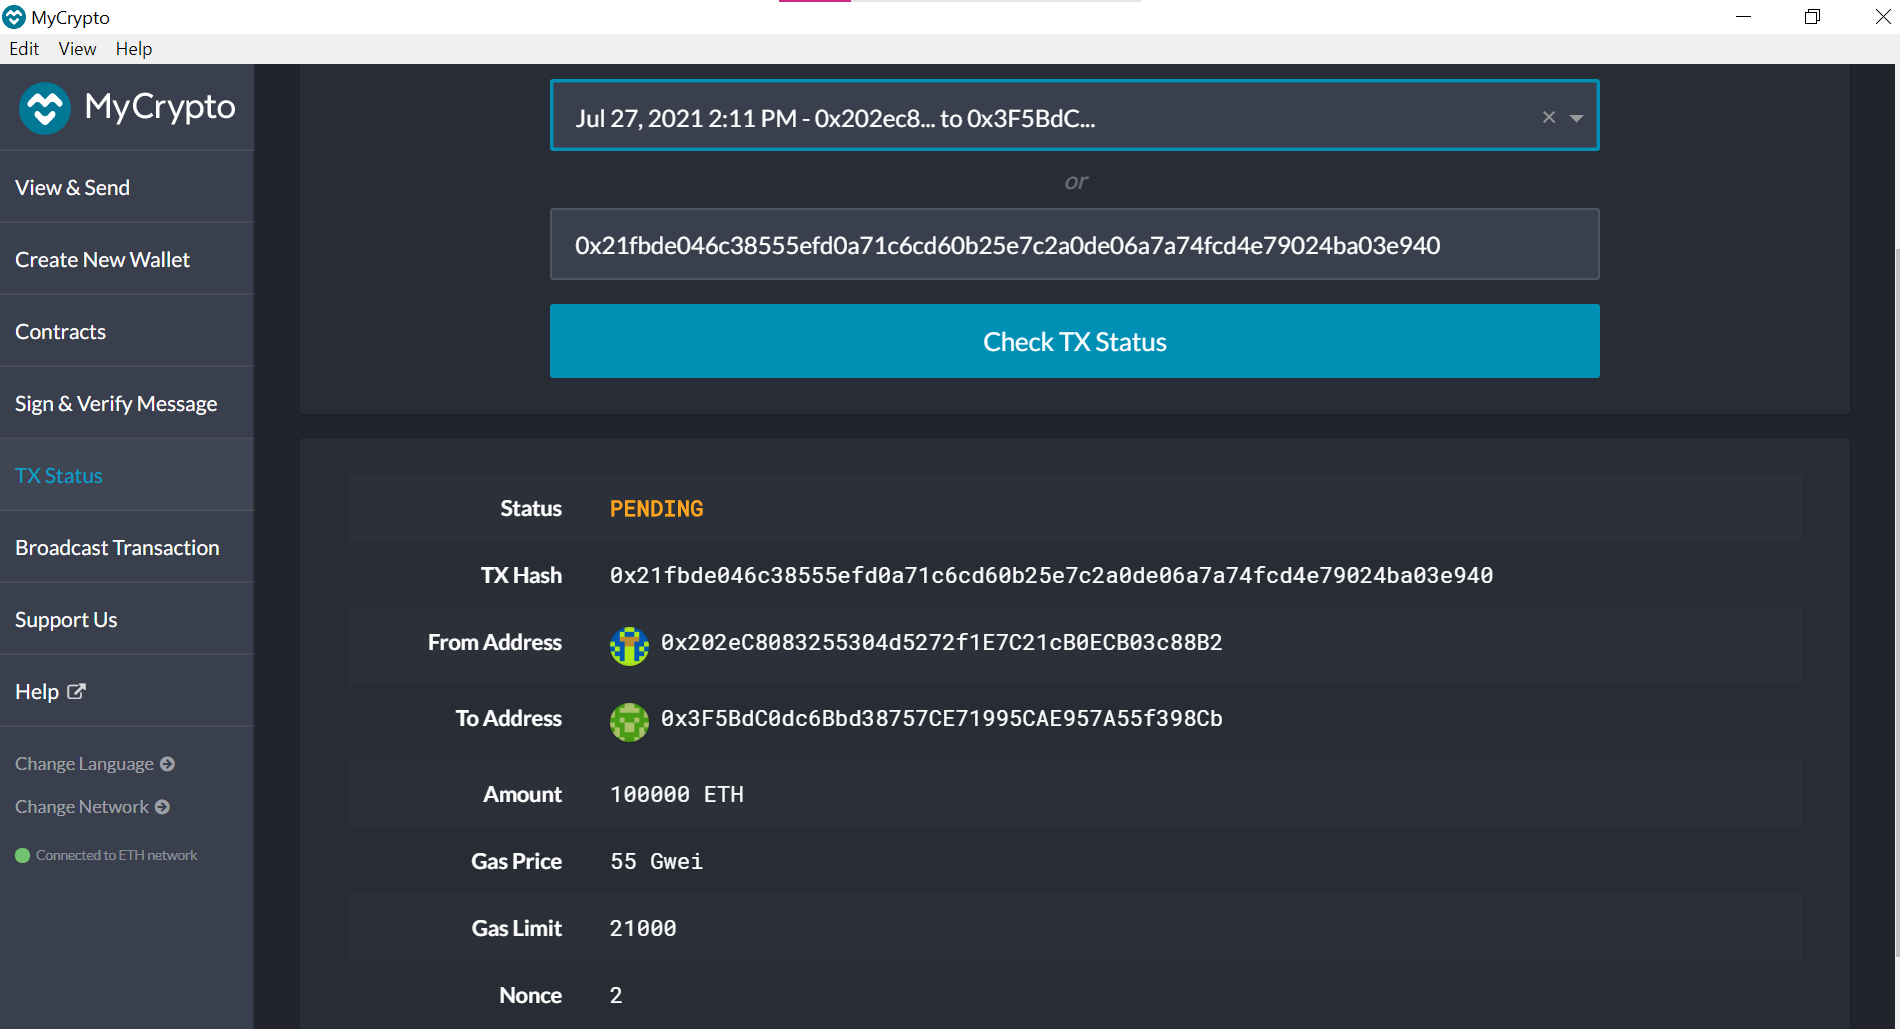 MyCrypto
Edit View Help
MyCrypto
View & Send
Create New Wallet
Contracts
Sign & Verify Message
TX Status
Broadcast Transaction
Support Us
Help
Change Language
Change Network
Connected to ETH network
Jul 27, 2021 2:11 PM - 0x202ec8... to 0x3F5BdC...
or
0x21fbde046c38555efd0a71c6cd60b25e7c2a0de06a7a74fcd4e79024ba03e940
Check TX Status
Status PENDING
TX Hash 0x21fbde046c38555efd0a71c6cd60b25e7c2a0de06a7a74fcd4e79024ba03e940
From Address 0x202eC8083255304d5272f1E7C21cB0ECB03c88B2
To Address 0x3F5BdC0dc6Bbd38757CE71995CAE957A55f398Cb
Amount 100000 ETH
Gas Price 55 Gwei
Gas Limit 21000
Nonce 2